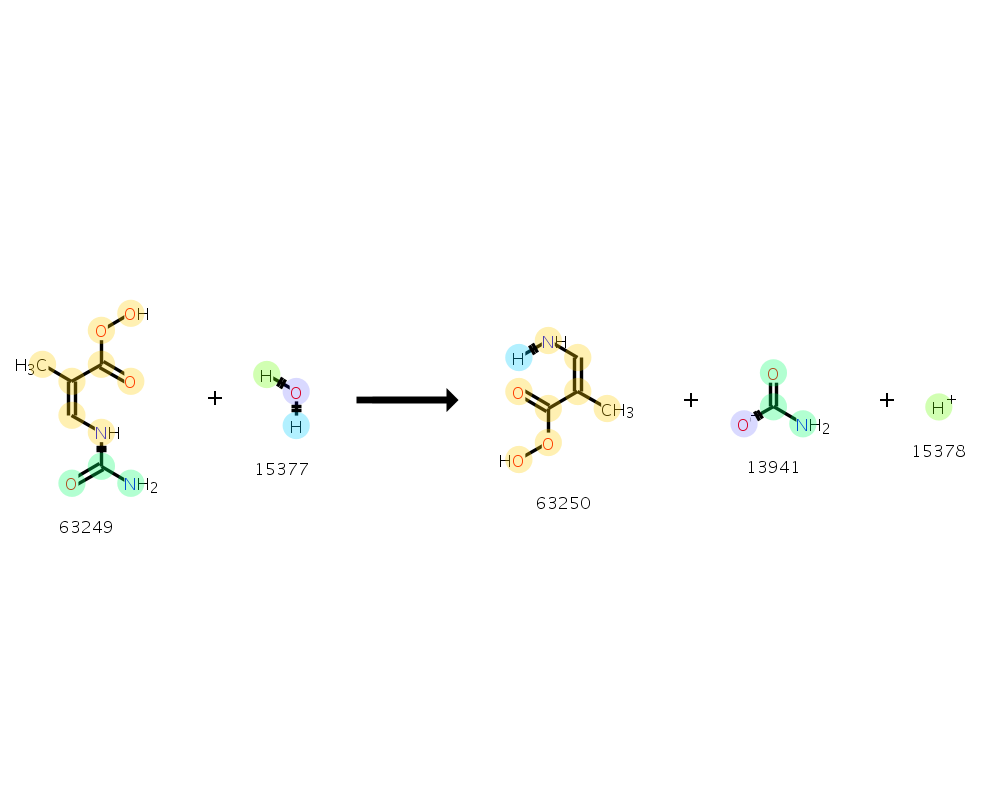 OH
O
H3C
O
NH
O
NH2
63249
+
H
O
H
15377
NH
H
O
CH3
O
HO
63250
+
O
O-
NH2
13941
+
H+
15378